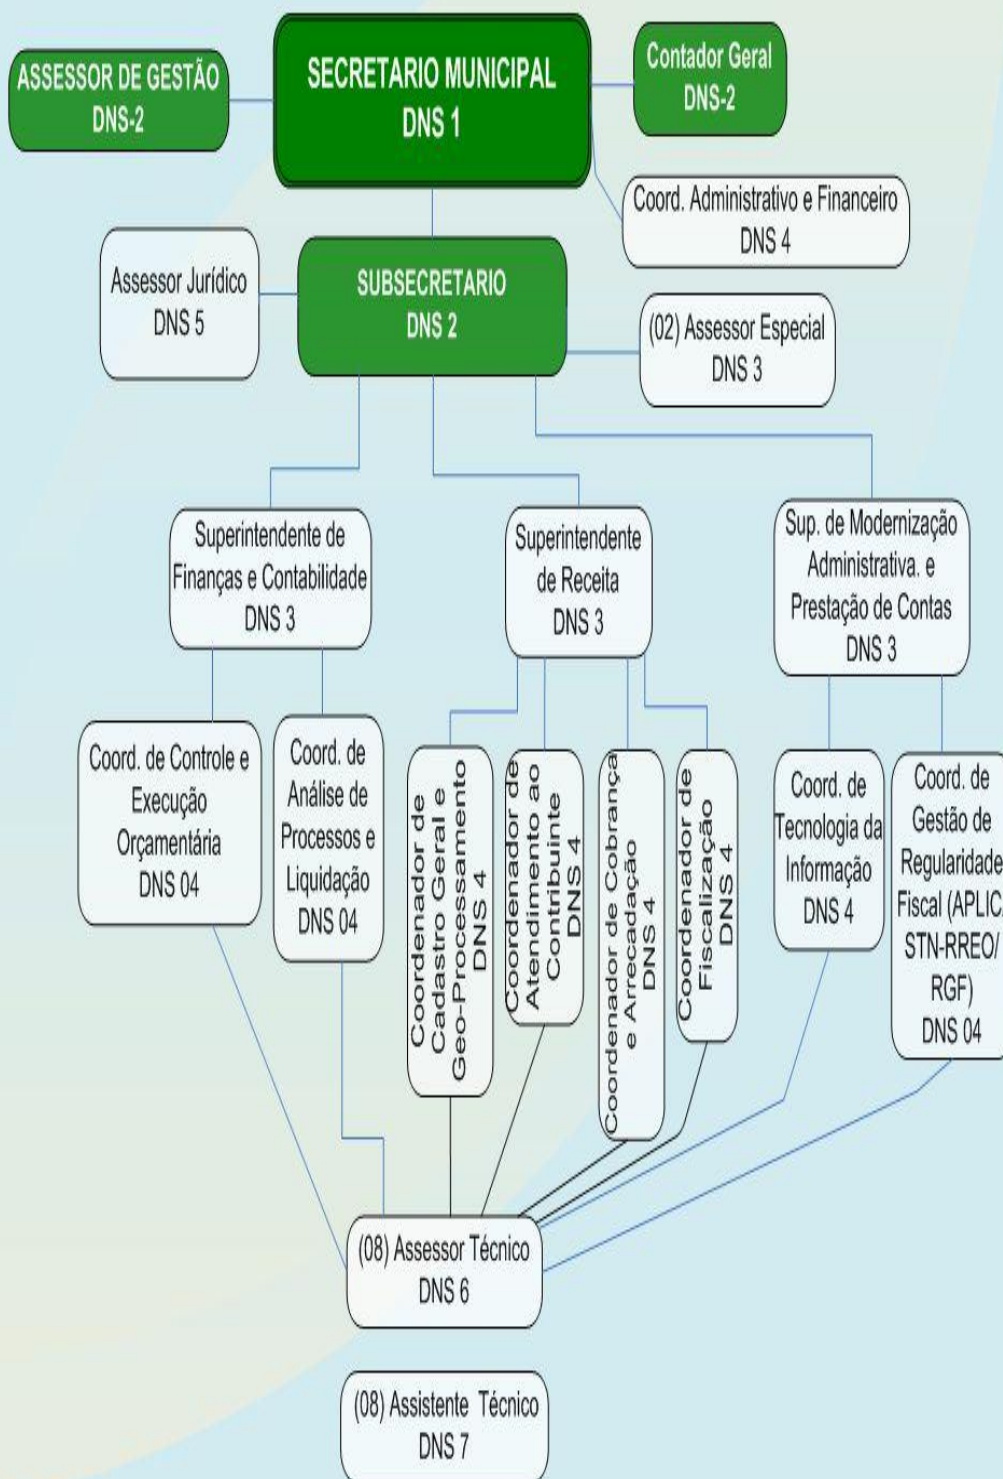 ASSESSOR DE GESTÃO
DNS-2
SECRETARIO MUNICIPAL
DNS 1
Contador Geral
DNS-2
Coord. Administrativo e Financeiro
DNS 4
Assessor Jurídico
DNS 5
SUBSECRETARIO
DNS 2
(02) Assessor Especial
DNS 3
Superintendente de
Finanças e Contabilidade
DNS 3
Superintendente
de Receita
DNS 3
Sup. de Modernização
Administrativa. e
Prestação de Contas
DNS 3
Coord. de Controle e
Execução
Orçamentária
DNS 04
Coord. de
Análise de
Processos e
Liquidação
DNS 04
Coordenador de
Cadastro Geral e
Geo-Processamento
DNS 4
Coordenador de
Atendimento ao
Contribuinte
DNS 4
Coordenador de Cobrança
e Arrecadação
DNS 4
Coordenador de
Fiscalização
DNS 4
Coord. de
Tecnologia da
Informação
DNS 4
Coord. de
Gestão de
Regularidade
Fiscal (APLIC
STN-RREO/
RGF)
DNS 04
(08) Assessor Técnico
DNS 6
(08) Assistente Técnico
DNS 7